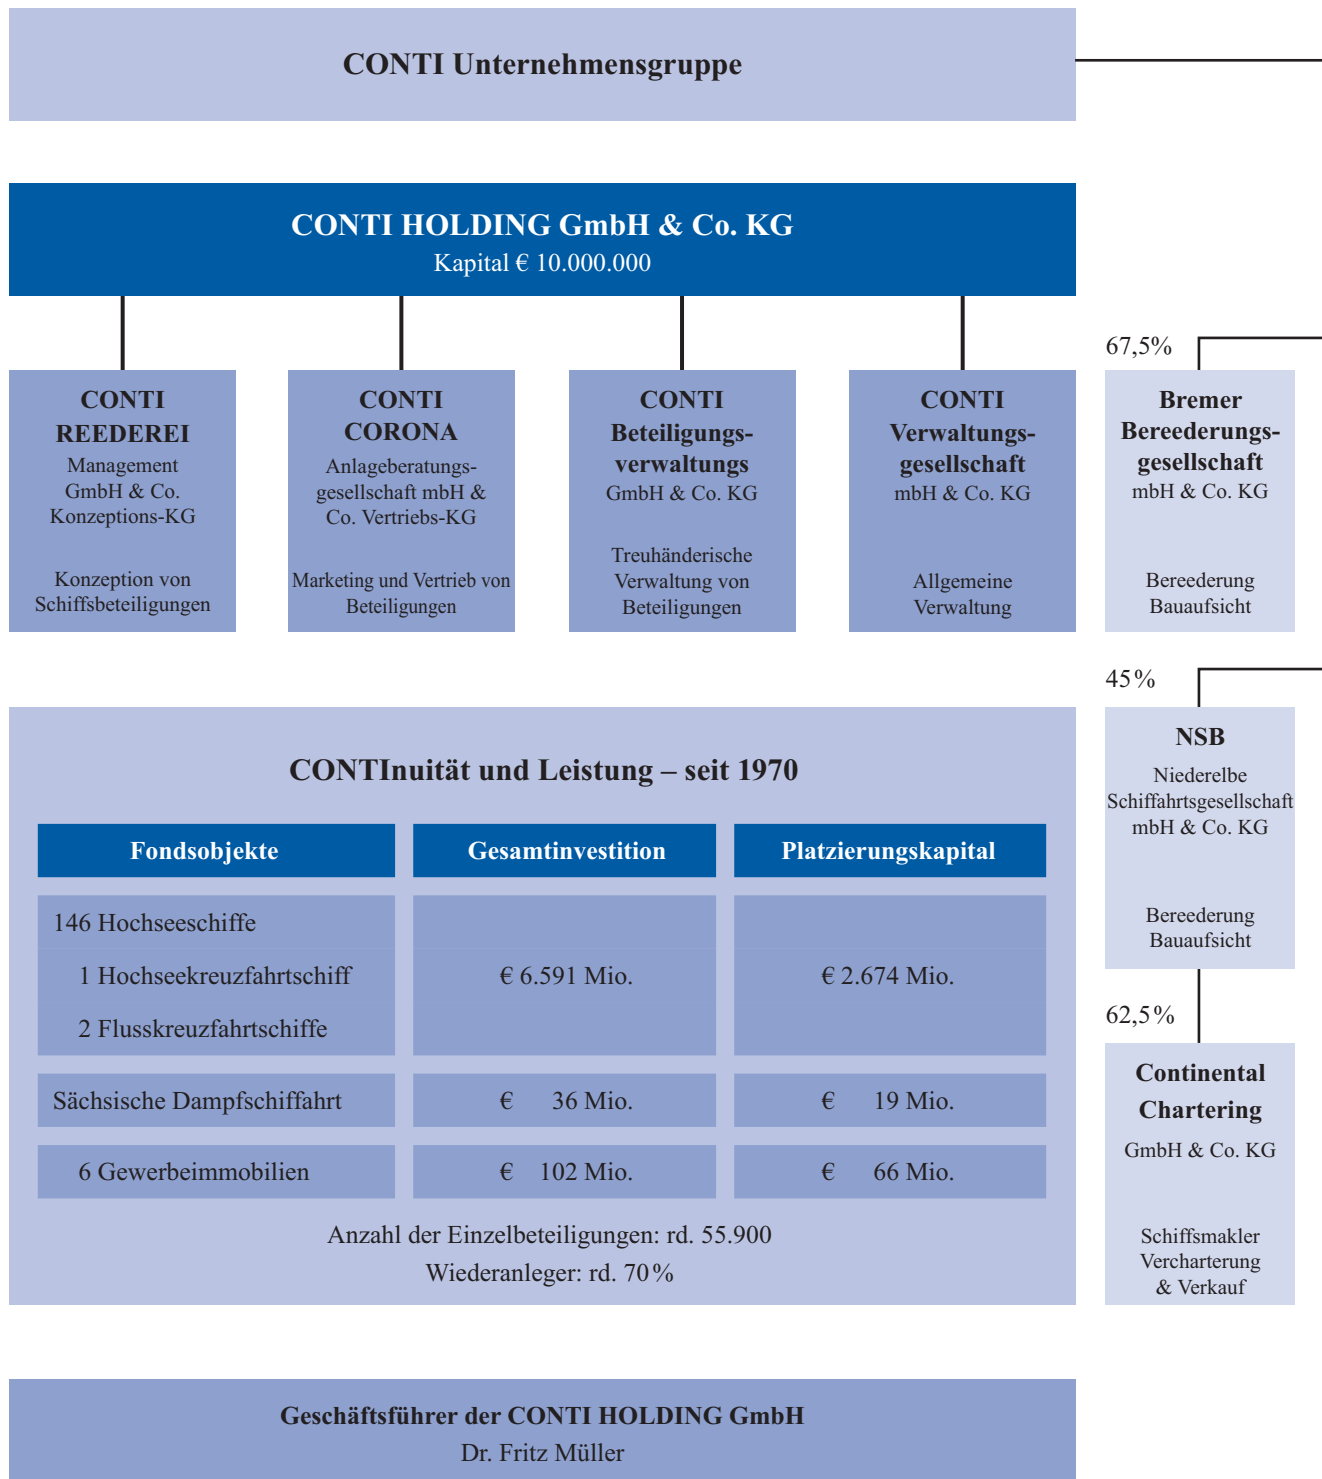 CONTI Unternehmensgruppe
CONTI HOLDING GmbH & Co. KG
Kapital € 10.000.000
CONTI
REEDEREI
Management
GmbH & Co.
Konzeptions-KG
Konzeption von
Schiffsbeteiligungen
CONTI
CORONA
Anlageberatungs-
gesellschaft mbH &
Co. Vertriebs-KG
Marketing und Vertrieb von
Beteiligungen
CONTI
Beteiligungs-
verwaltungs
GmbH & Co. KG
Treuhänderische
Verwaltung von
Beteiligungen
CONTI
Verwaltungs-
gesellschaft
mbH & Co. KG
Allgemeine
Verwaltung
67,5%
Bremer
Bereederungs-
gesellschaft
mbH & Co. KG
Bereederung
Bauaufsicht
45%
NSB
Niederelbe
Schiffahrtsgesellschaft
mbH & Co. KG
Bereederung
Bauaufsicht
62,5%
Continental
Chartering
GmbH & Co. KG
Schiffsmakler
Vercharterung
& Verkauf
CONTInuität und Leistung – seit 1970
Fondsobjekte Gesamtinvestition Platzierungskapital
146 Hochseeschiffe
1 Hochseekreuzfahrtschiff € 6.591 Mio. € 2.674 Mio.
2 Flusskreuzfahrtschiffe
Sächsische Dampfschiffahrt € 36 Mio. € 19 Mio.
6 Gewerbeimmobilien € 102 Mio. € 66 Mio.
Anzahl der Einzelbeteiligungen: rd. 55.900
Wiederanleger: rd. 70%
Geschäftsführer der CONTI HOLDING GmbH
Dr. Fritz Müller